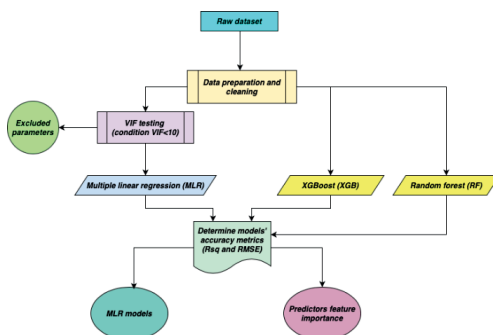 Raw dataset
Data preparation and
cleaning
Excluded
parameters
VIF testing
(condition VIF<10)
Multiple linear regression (MLR)
XGBoost (XGB)
Random forest (RF)
Determine models'
accuracy metrics
(Rsq and RMSE)
MLR models
Predictors feature
importance